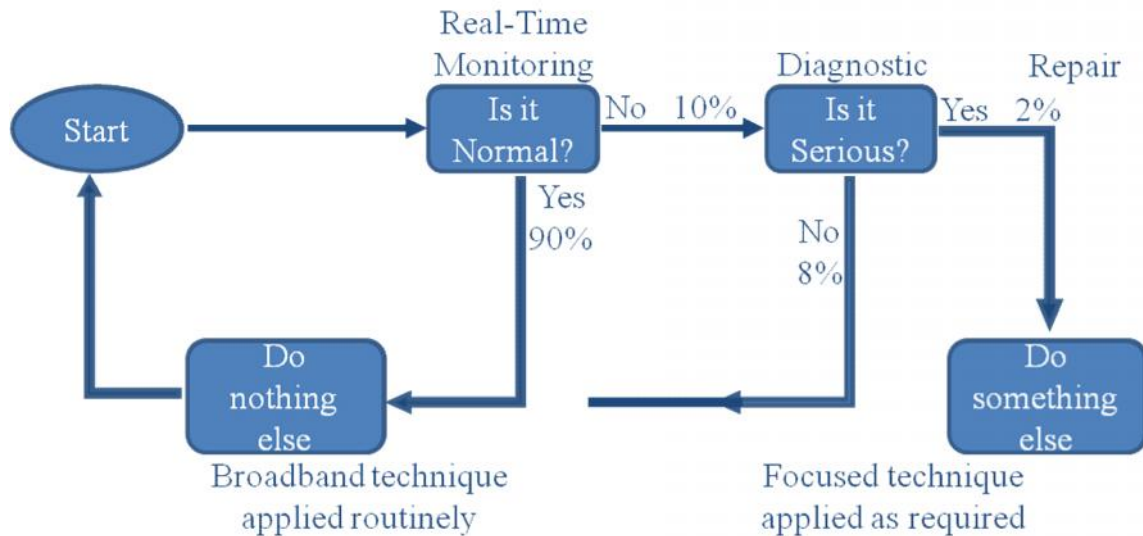 Real-Time
Monitoring
Diagnostic
Repair
Start
Is it
Normal?
No 10%
Is it
Serious?
Yes 2%
Yes
90%
No
8%
Do
nothing
else
Do
something
else
Broadband technique
applied routinely
Focused technique
applied as required